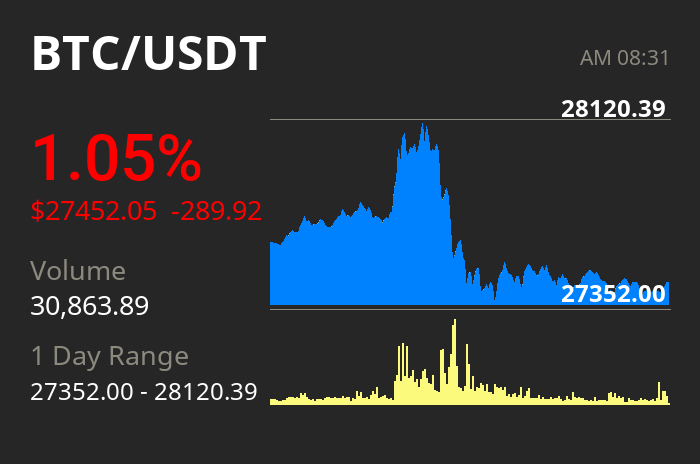 BTC/USDT
AM 08:31
28120.39
1.05%
$27452.05 -289.92
Volume
30,863.89
27352.00
1 Day Range
27352.00 - 28120.39